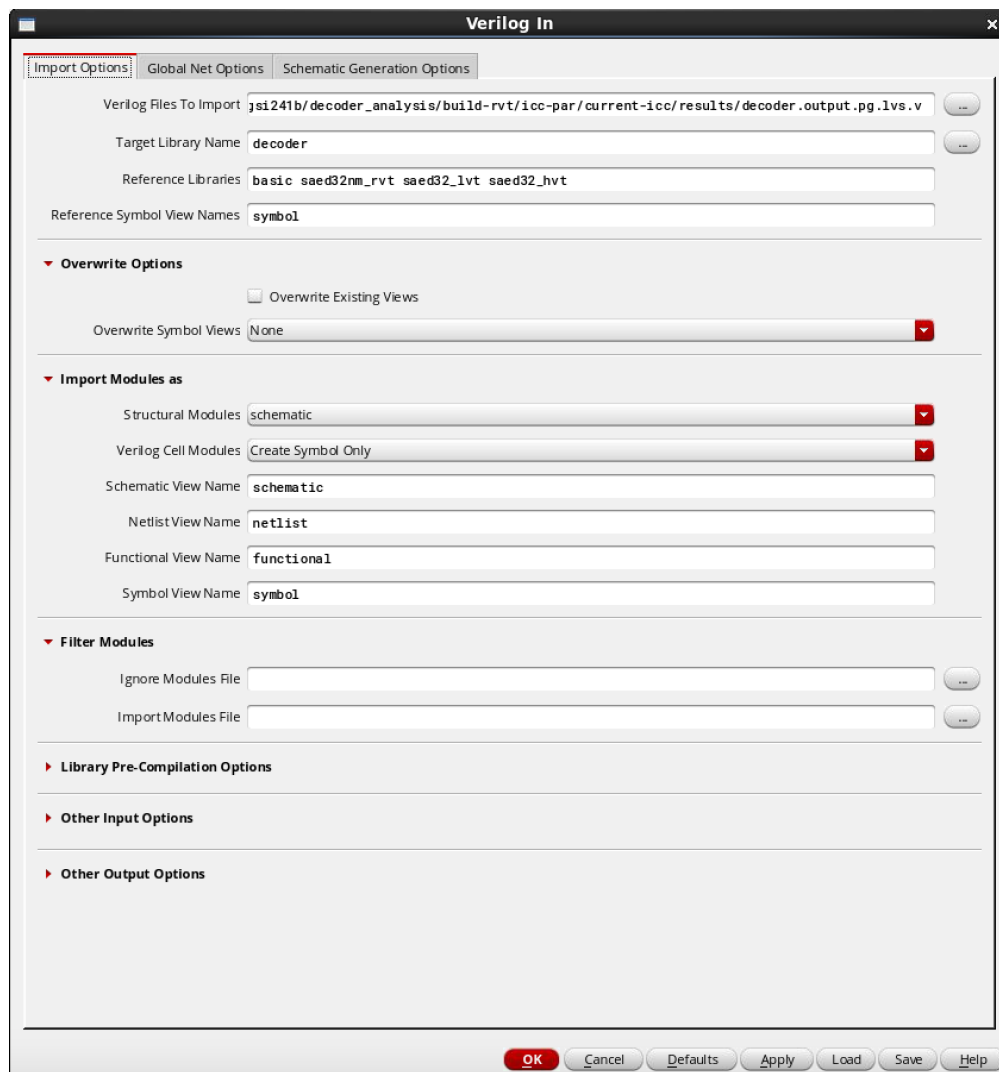 Verilog In
Import Options Global Net Options Schematic Generation Options
Verilog Files To Import gsi241b/decoder_analysis/build-rvt/icc-par/current-icc/results/decoder.output.pg.lvs.v ...
Target Library Name decoder ...
Reference Libraries basic saed32nm_rvt saed32_lvt saed32_hvt
Reference Symbol View Names symbol
Overwrite Options
Overwrite Existing Views
Overwrite Symbol Views None
Import Modules as
Structural Modules schematic
Verilog Cell Modules Create Symbol Only
Schematic View Name schematic
Netlist View Name netlist
Functional View Name functional
Symbol View Name symbol
Filter Modules
Ignore Modules File ...
Import Modules File ...
Library Pre-Compilation Options
Other Input Options
Other Output Options
OK Cancel Defaults Apply Load Save Help